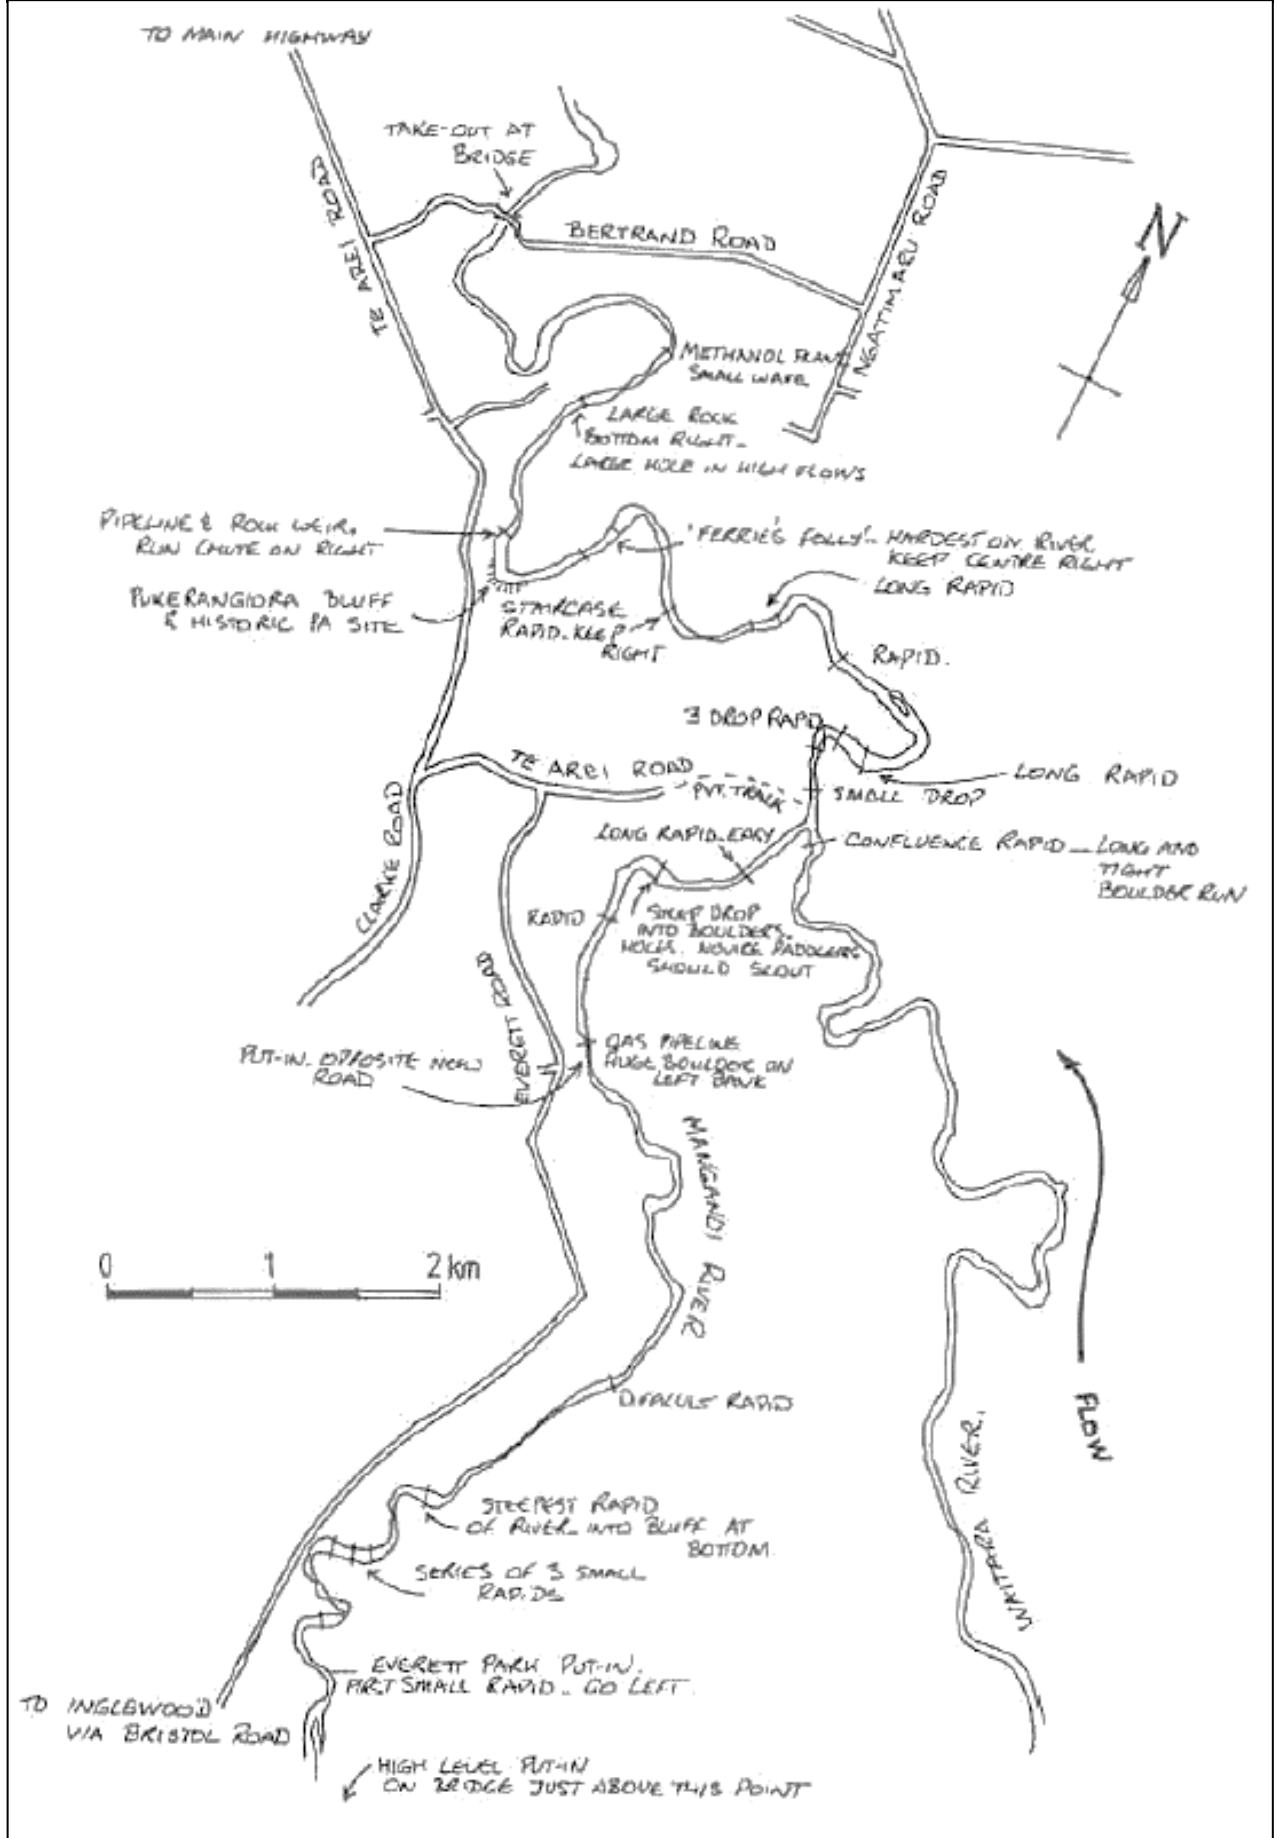 TO MAIN HIGHWAY
TAKE-OUT AT
BRIDGE
TE AREI ROAD
BERTRAND ROAD
NGATIMARU ROAD
N
METHANOL
SMALL WAVE
LARGE ROCK
BOTTOM RIGHT -
LARGE HOLE IN HIGH FLOWS
PIPELINE & ROCK WEIR.
RUN CHUTE ON RIGHT
'FERRIE'S FOLLY' - HARDEST ON RIVER
KEEP CENTRE RIGHT
LONG RAPID
PUKERANGIORA BLUFF
& HISTORIC PA SITE
STAIRCASE
RAPID - KEEP
RIGHT
RAPID.
3 DROP RAPID
TE AREI ROAD
PVT. TRACK
LONG RAPID
SMALL DROP
CLARKE ROAD
LONG RAPID - EASY
CONFLUENCE RAPID - LONG AND
TIGHT
BOULDER RUN
RAPID
STEEP DROP
INTO BOULDERS.
HOLES. NOVICE PADDLERS
SHOULD SCOUT
EVERETT ROAD
PUT-IN OPPOSITE NEW
ROAD
GAS PIPELINE
HUGE BOULDER ON
LEFT BANK
MANGANUI RIVER
0 1 2 km
DIFFICULT RAPID
FLOW
WAITARA RIVER.
STEEPEST RAPID
OF RIVER - INTO BLUFF AT
BOTTOM
SERIES OF 3 SMALL
RAPIDS
EVERETT PARK PUT-IN.
FIRST SMALL RAPID - GO LEFT
TO INGLEWOOD
VIA BRISTOL ROAD
HIGH LEVEL PUT-IN
ON BRIDGE JUST ABOVE THIS POINT